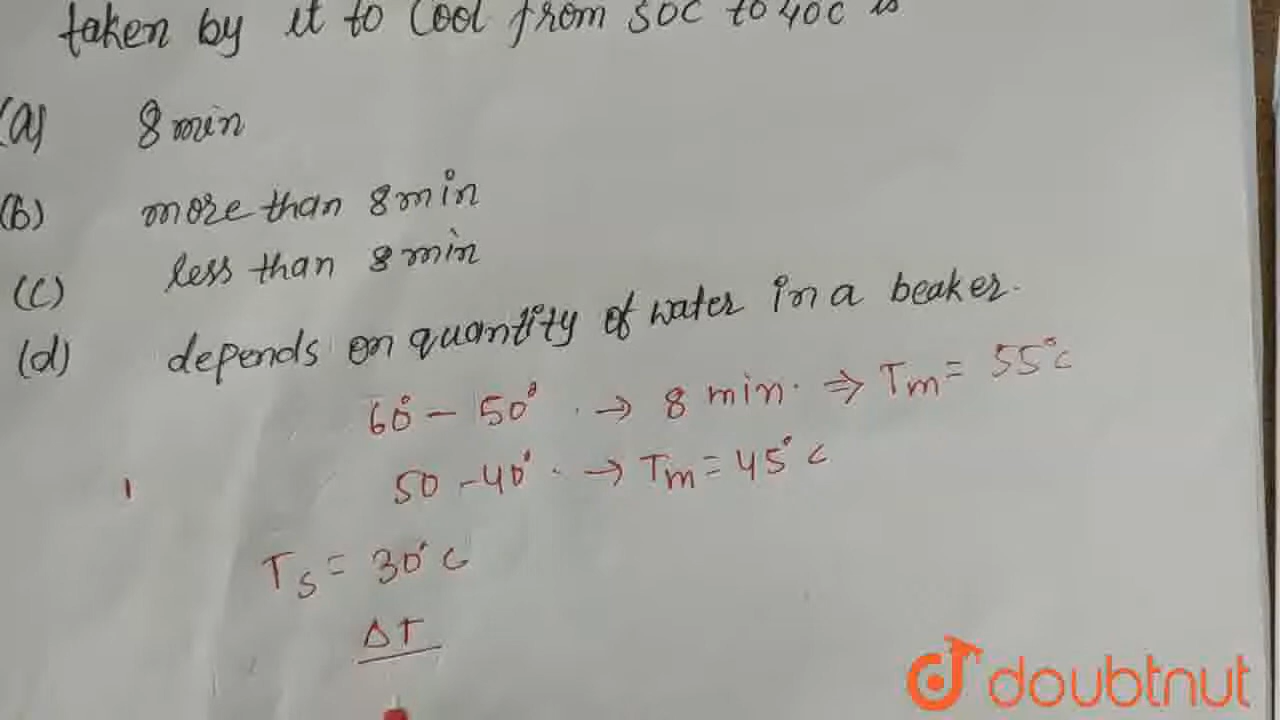 taken by it to Cool from 50C to 40C is
(a) 8 min
(b) more than 8 min
(c) less than 8 min
(d) depends on quantity of water in a beaker.
60° - 50° · → 8 min. ⇒ Tm = 55°C
50 - 40° · → Tm = 45°C
Ts = 30°C
ΔT
doubtnut